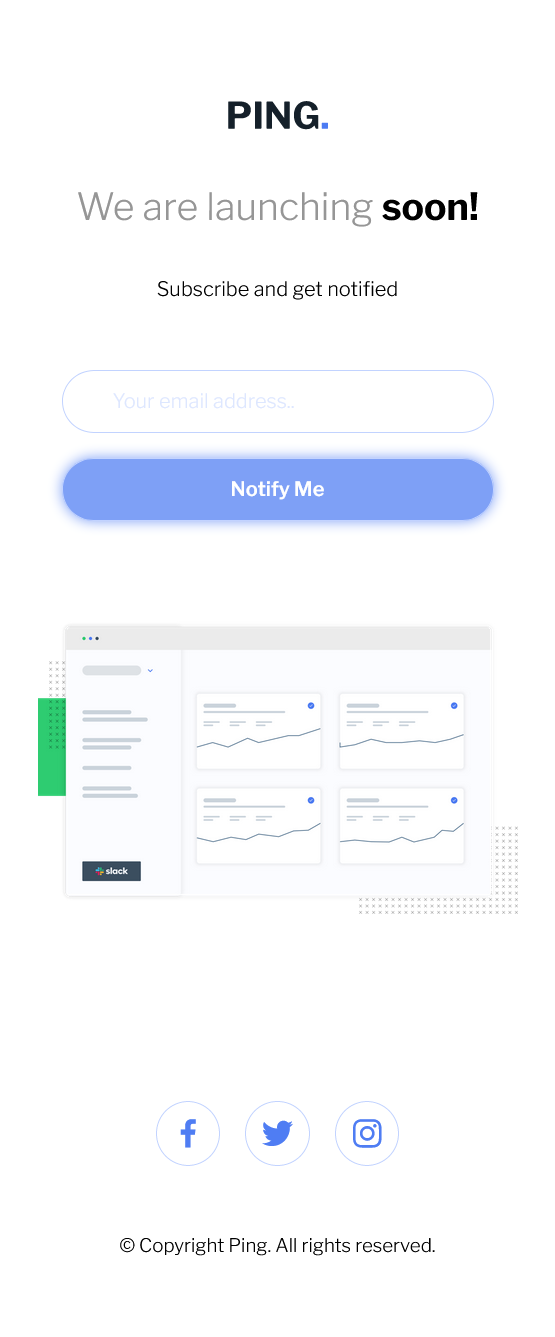 PING.
We are launching soon!
Subscribe and get notified
Your email address..
Notify Me
slack
© Copyright Ping. All rights reserved.